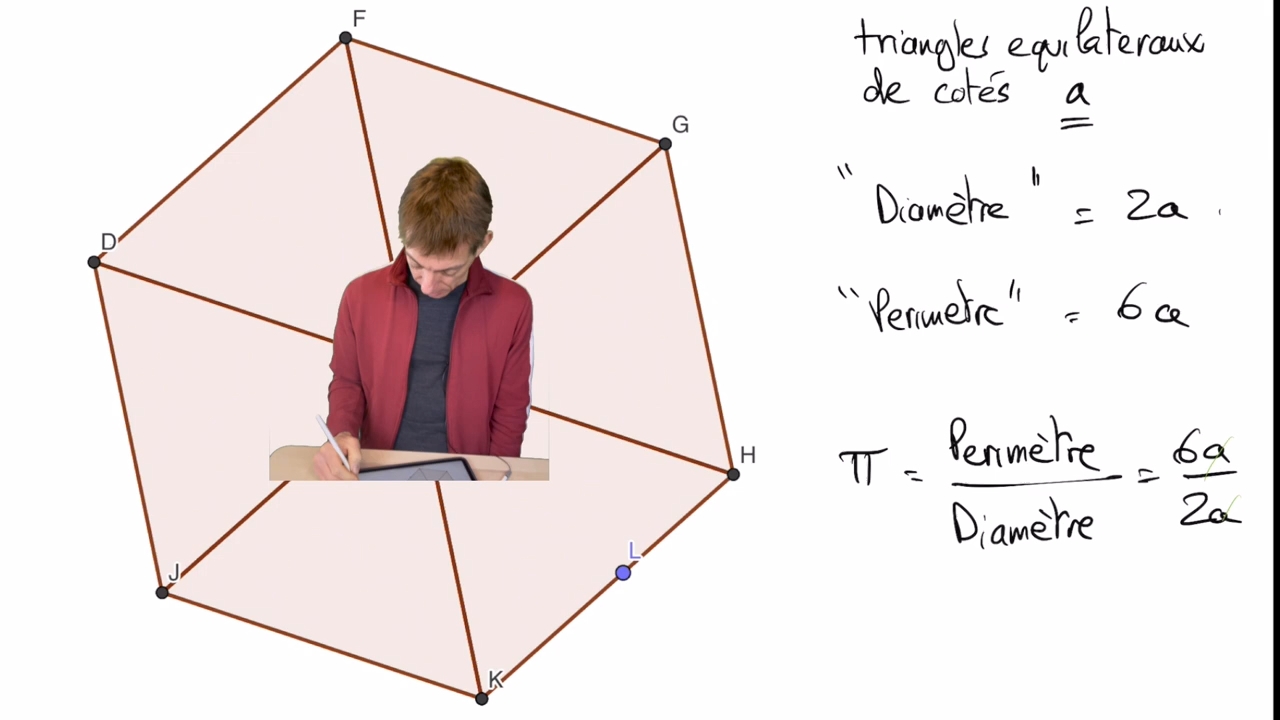 F
G
D
H
L
J
K
triangles equilateraux
de cotés a
"Diamètre" = 2a
"Perimetre" = 6a
π = Perimètre / Diamètre = 6a / 2a